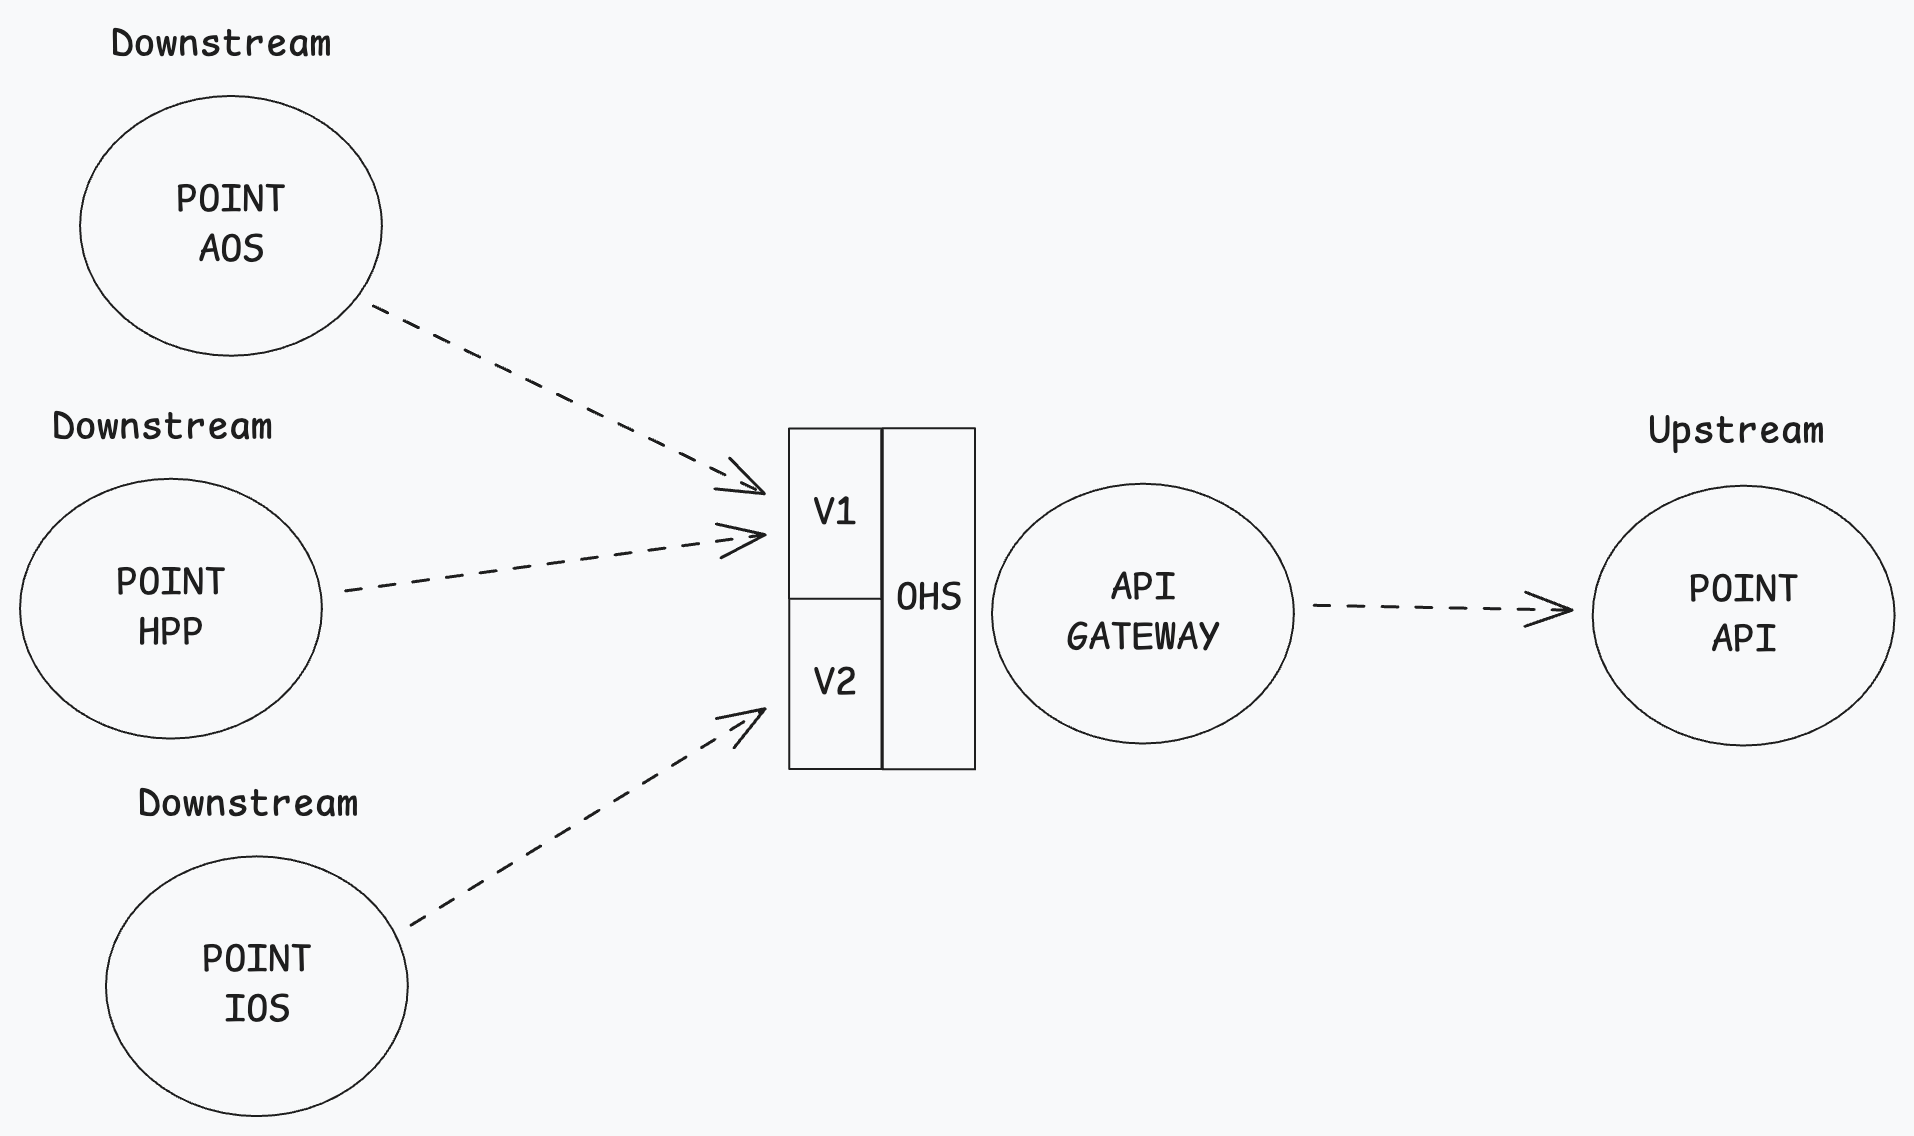 Downstream
POINT
AOS
Downstream
POINT
HPP
Downstream
POINT
IOS
V1
V2
OHS
API
GATEWAY
Upstream
POINT
API